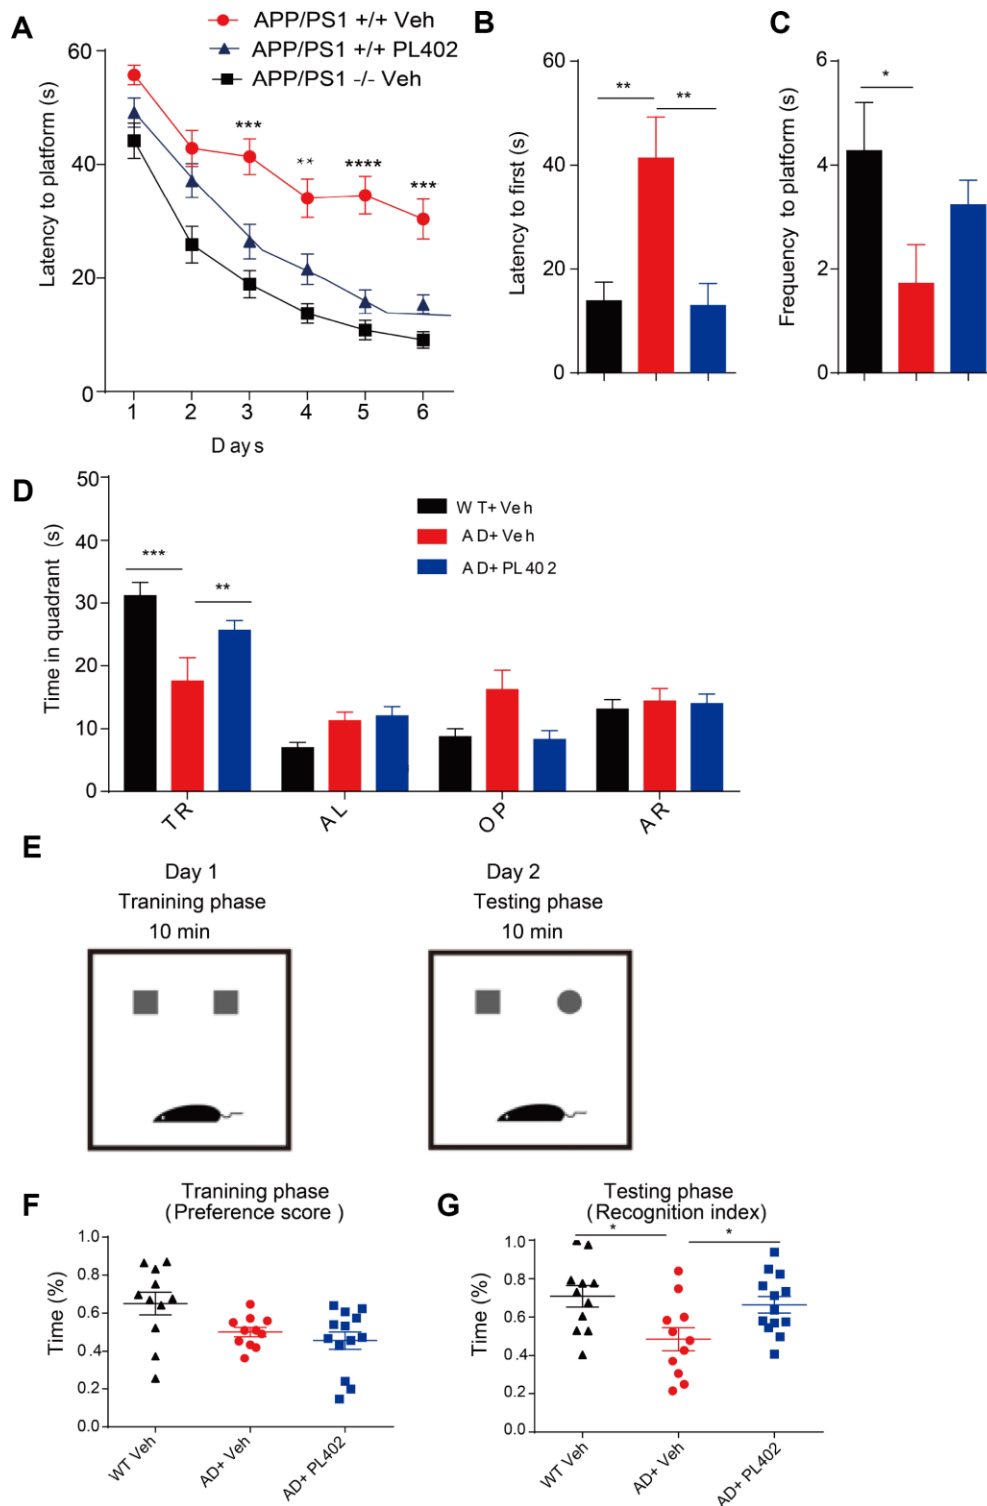 A
APP/PS1 +/+ Veh
APP/PS1 +/+ PL402
APP/PS1 -/- Veh
Latency to platform (s)
60
40
20
0
***
**
****
***
1 2 3 4 5 6
Days
B
Latency to first (s)
60
40
20
0
** **
C
Frequency to platform (s)
6
4
2
0
*
D
Time in quadrant (s)
50
40
30
20
10
0
***
**
WT+Veh
AD+Veh
AD+PL402
TR AL OP AR
E
Day 1
Tranining phase
10 min
Day 2
Testing phase
10 min
F
Tranining phase
(Preference score )
Time (%)
1.0
0.8
0.6
0.4
0.2
0.0
WT Veh
AD+ Veh
AD+ PL402
G
Testing phase
(Recognition index)
* *
Time (%)
1.0
0.8
0.6
0.4
0.2
0.0
WT Veh
AD+ Veh
AD+ PL402